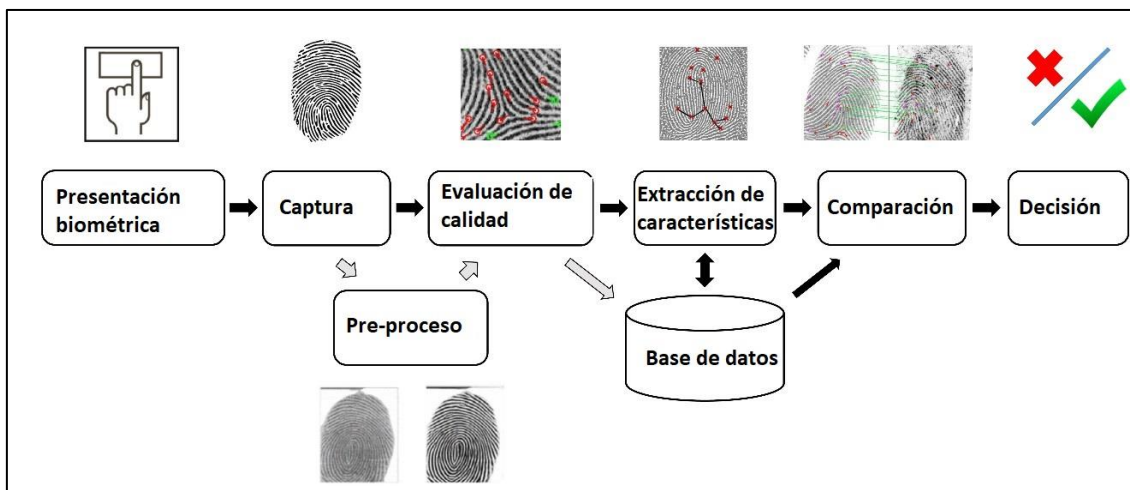 Presentación
biométrica
Captura
Evaluación de
calidad
Extracción de
características
Comparación
Decisión
Pre-proceso
Base de datos